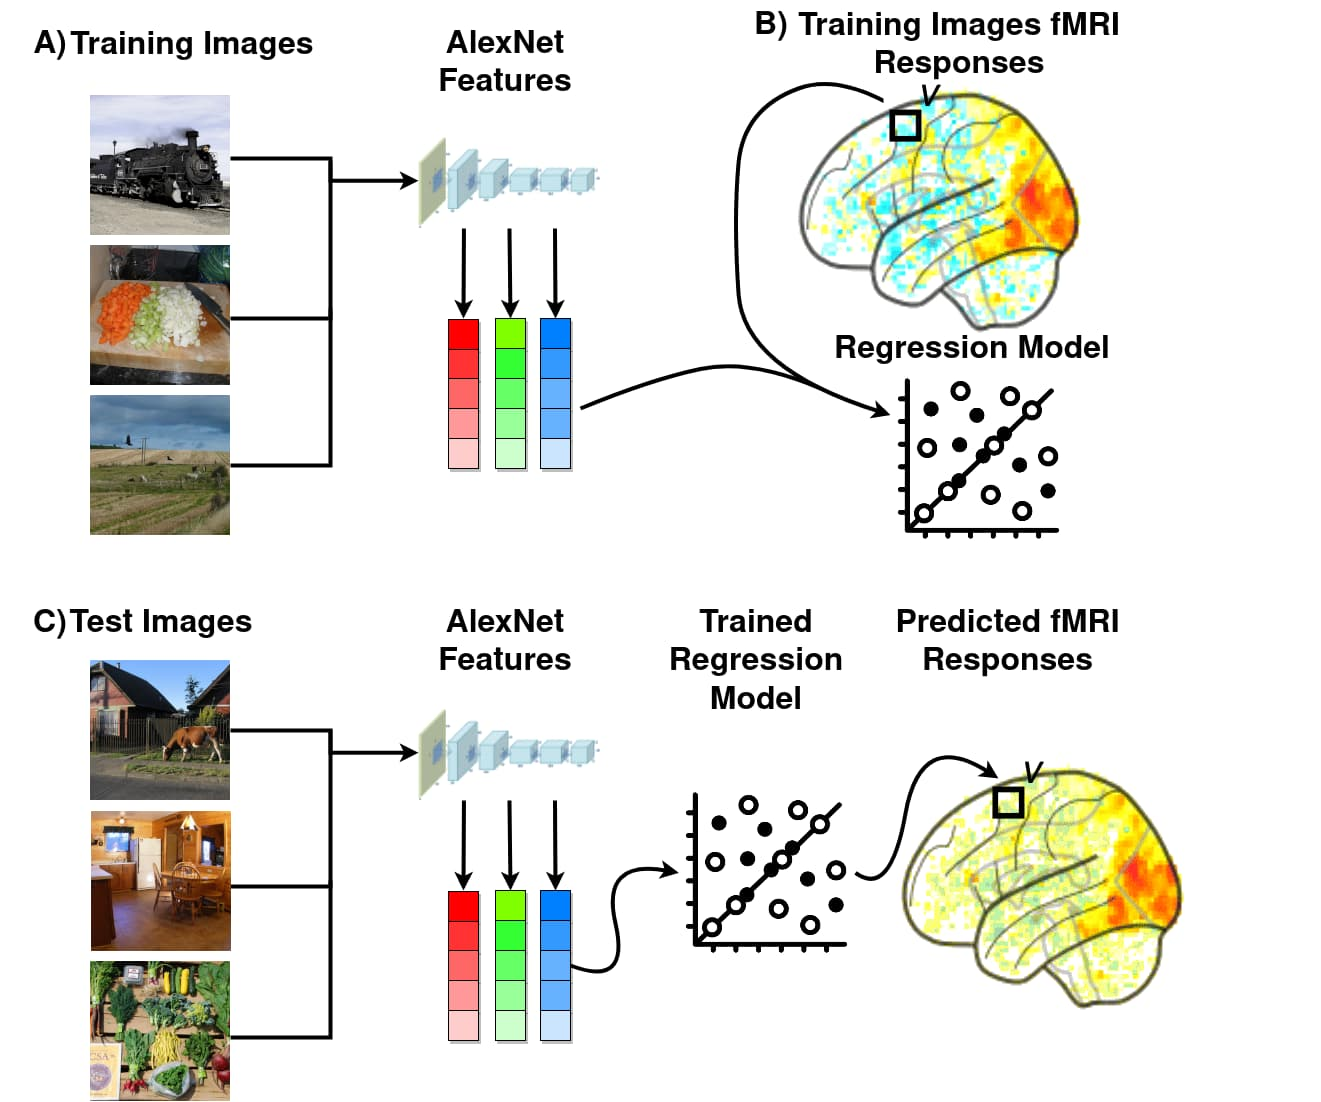 A) Training Images
AlexNet
Features
B) Training Images fMRI
Responses
V
Regression Model
C) Test Images
AlexNet
Features
Trained
Regression
Model
Predicted fMRI
Responses
V
CSA